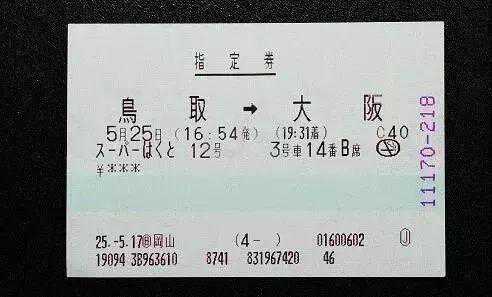 指定券
鳥取 → 大阪
5月25日 (16:54発) (19:31着) C40
スーパーはくと 12号 3号車14番B席
¥***
25.-5.17 岡山 (4- ) 01600602
19094 3B963610 8741 831967420 46
11170-218